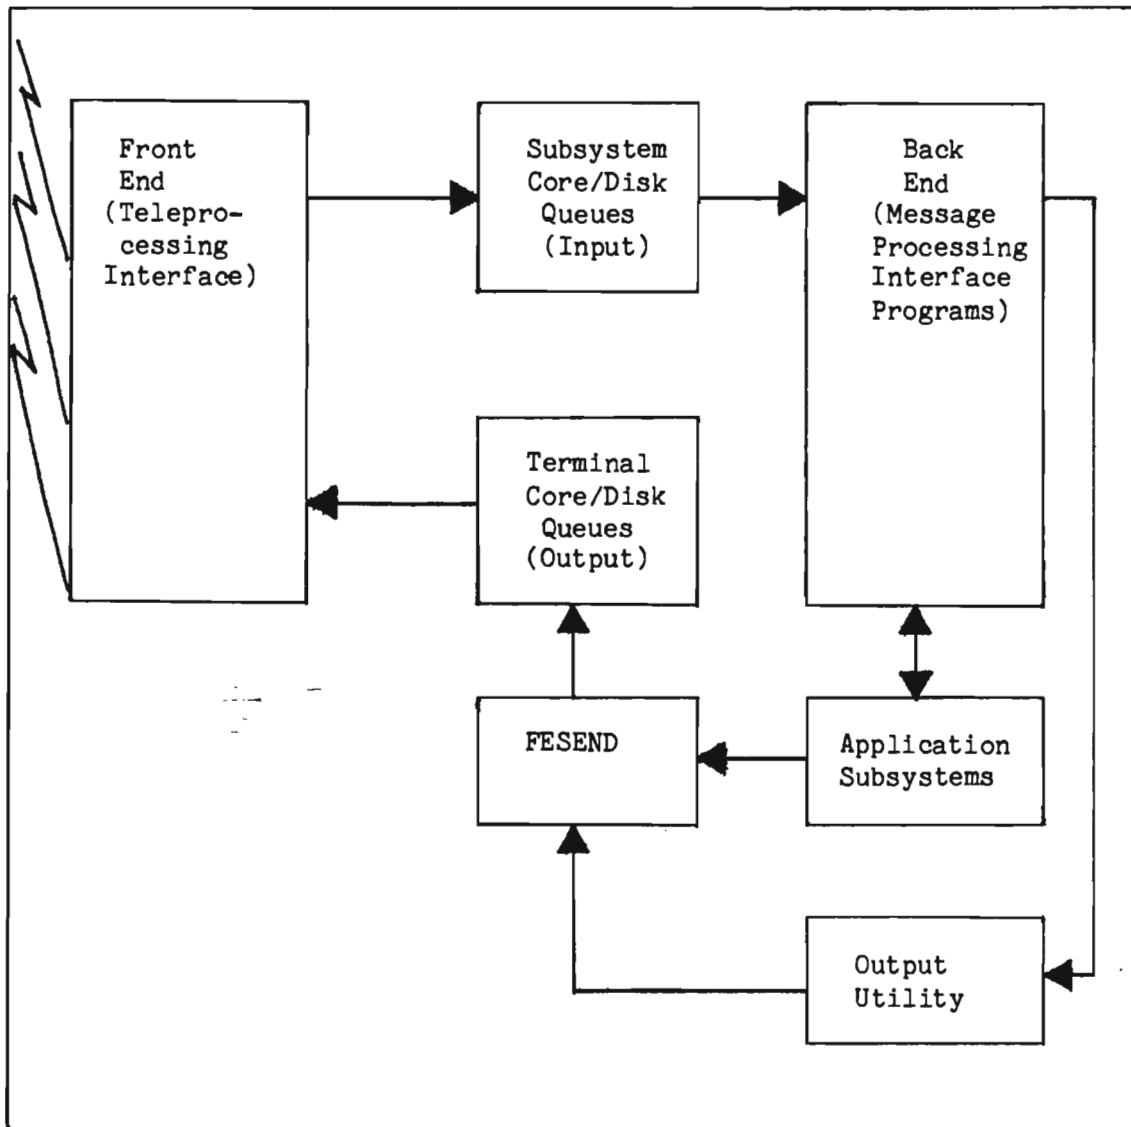 Front
End
(Telepro-
cessing
Interface)
Subsystem
Core/Disk
Queues
(Input)
Back
End
(Message
Processing
Interface
Programs)
Terminal
Core/Disk
Queues
(Output)
FESEND
Application
Subsystems
Output
Utility